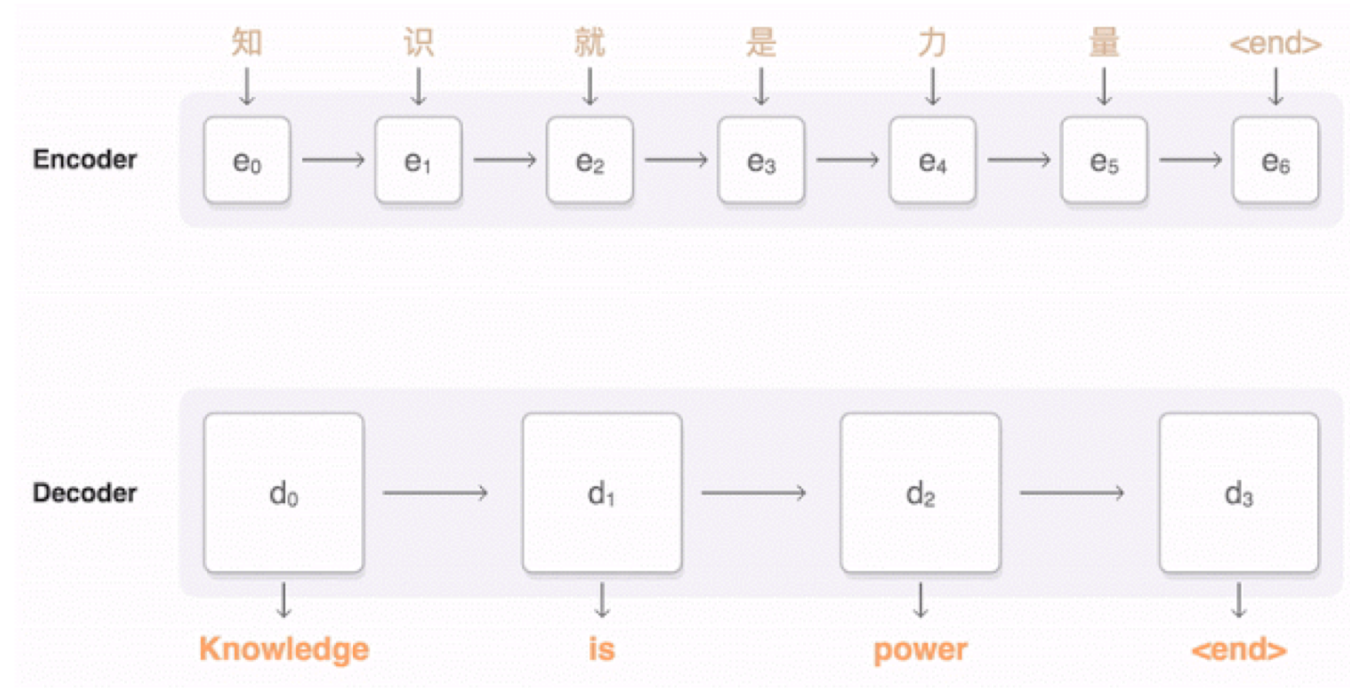 知 识 就 是 力 量 <end>
Encoder e₀ e₁ e₂ e₃ e₄ e₅ e₆
Decoder d₀ d₁ d₂ d₃
Knowledge is power <end>